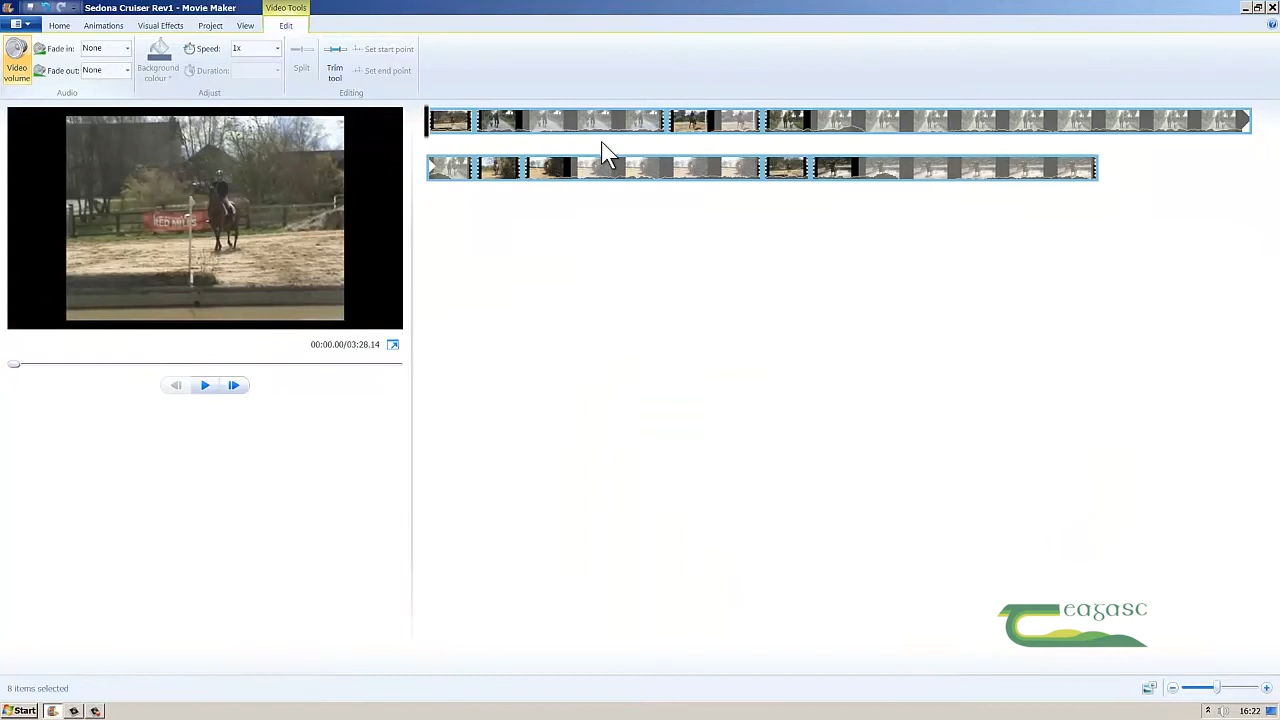 Sedona Cruiser Rev1 - Movie Maker
Video Tools
Home
Animations
Visual Effects
Project
View
Edit
Video volume
Fade in: None
Fade out: None
Audio
Background colour
Speed: 1x
Duration:
Adjust
Split
Trim tool
Set start point
Set end point
Editing
RED MILLS
00:00.00/03:28.14
eagasc
8 items selected
Start
16:22